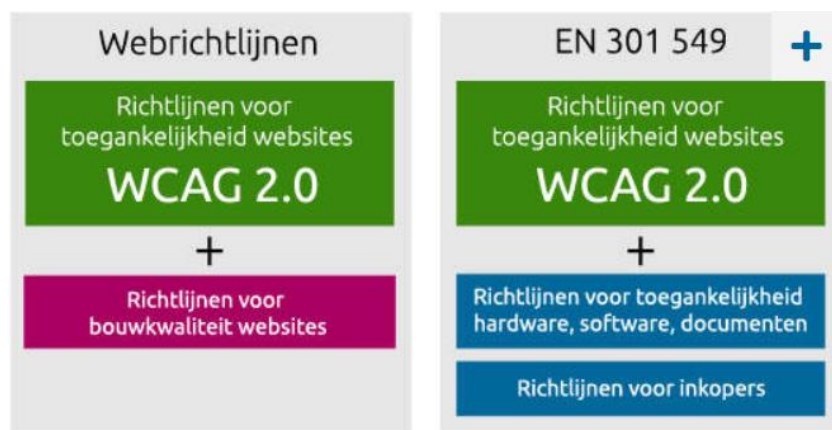 Webrichtlijnen
Richtlijnen voor
toegankelijkheid websites
WCAG 2.0
+
Richtlijnen voor
bouwkwaliteit websites
EN 301 549
+
Richtlijnen voor
toegankelijkheid websites
WCAG 2.0
+
Richtlijnen voor toegankelijkheid
hardware, software, documenten
Richtlijnen voor inkopers